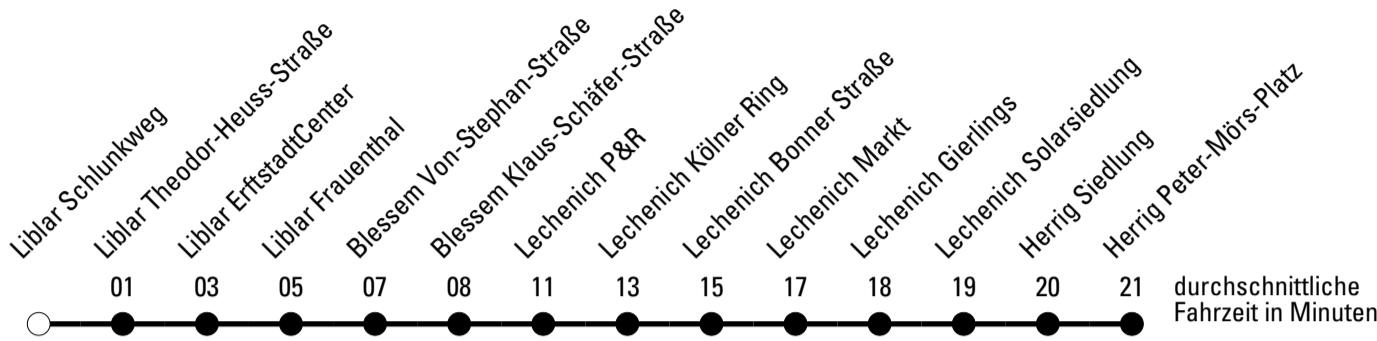 Liblar Schlunkweg
Liblar Theodor-Heuss-Straße
Liblar ErftstadtCenter
Liblar Frauenthal
Blessem Von-Stephan-Straße
Blessem Klaus-Schäfer-Straße
Lechenich P&R
Lechenich Kölner Ring
Lechenich Bonner Straße
Lechenich Markt
Lechenich Gierlings
Lechenich Solarsiedlung
Herrig Siedlung
Herrig Peter-Mörs-Platz
01 03 05 07 08 11 13 15 17 18 19 20 21
durchschnittliche
Fahrzeit in Minuten